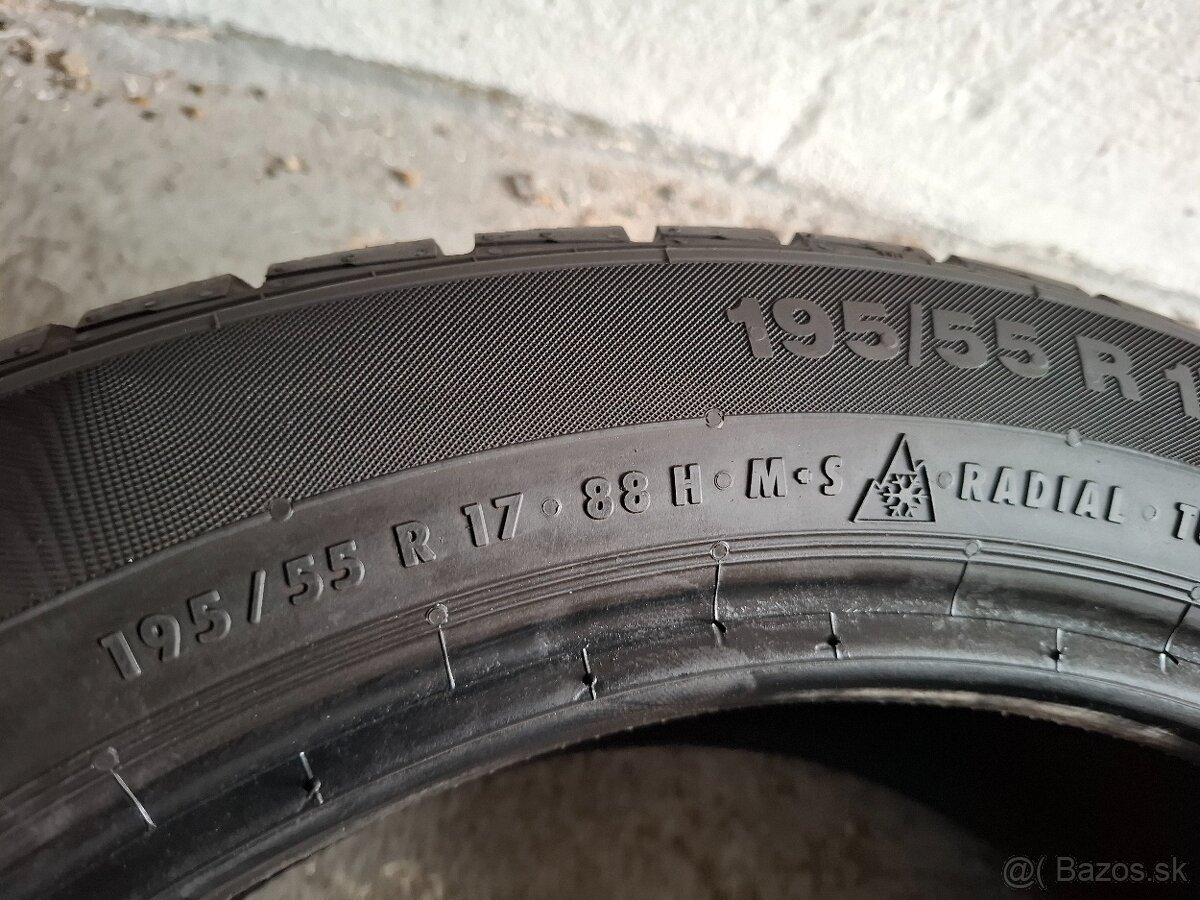 195/55 R 1
195/55 R 17 · 88 H · M·S · RADIAL ·
@( Bazos.sk